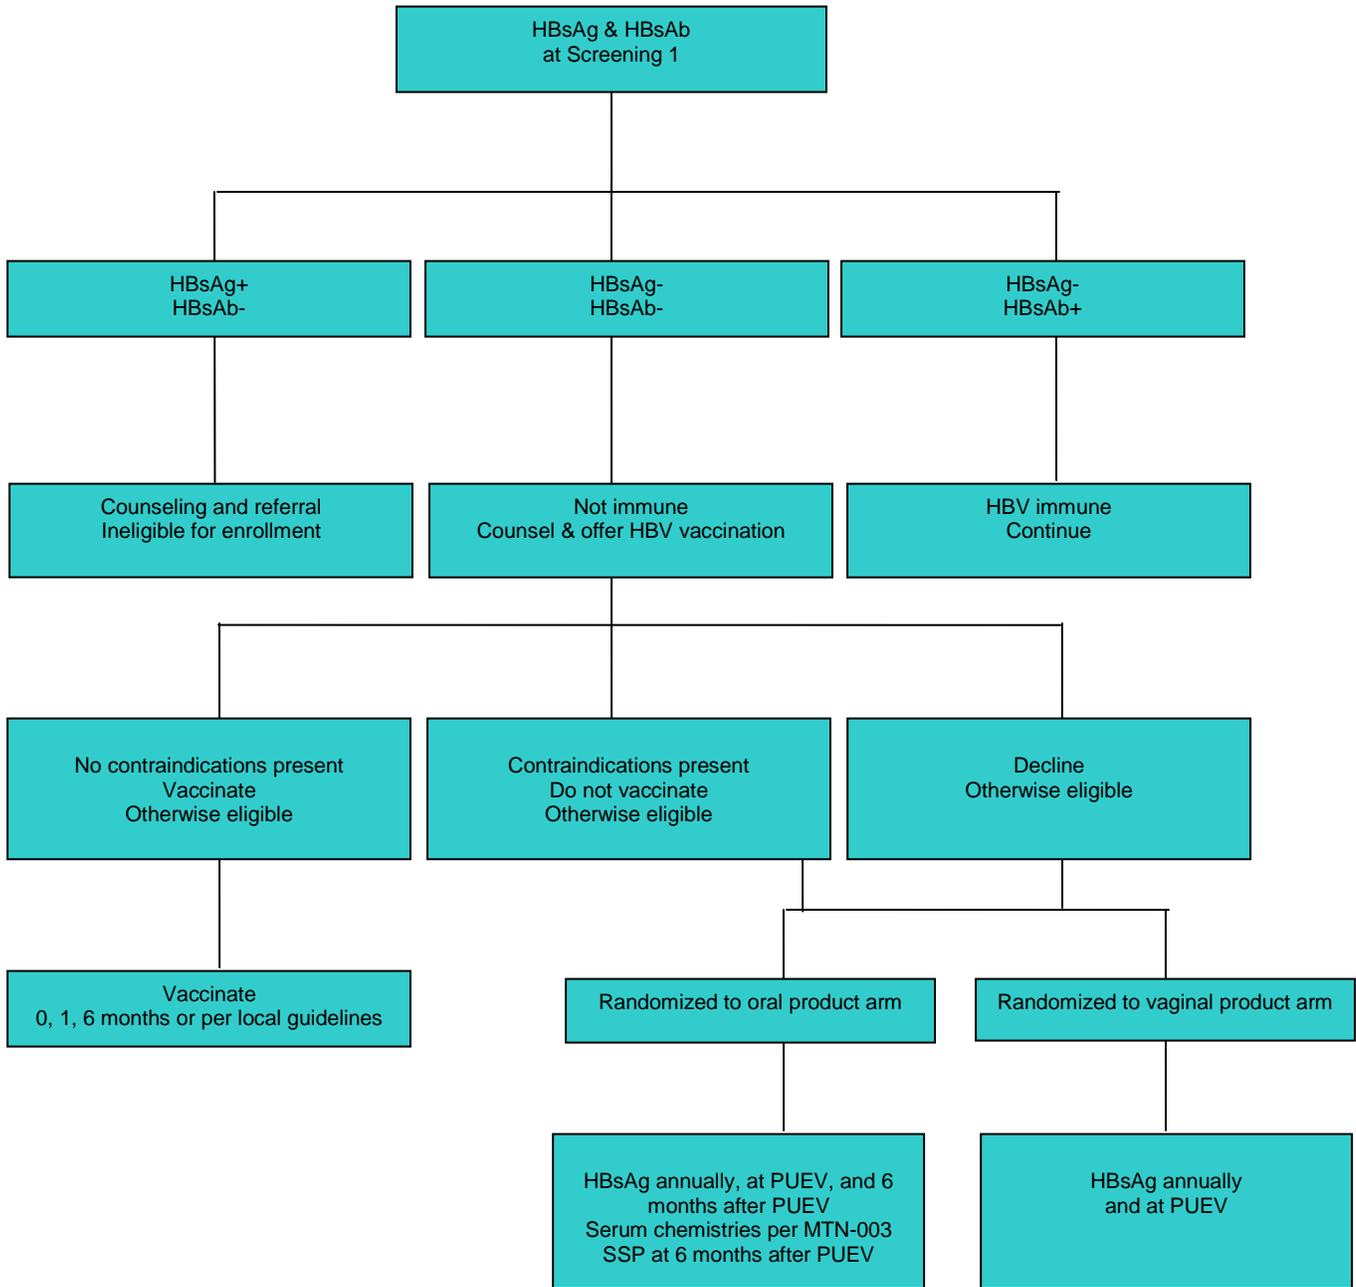 HBsAg & HBsAb
at Screening 1
HBsAg+
HBsAb-
HBsAg-
HBsAb-
HBsAg-
HBsAb+
Counseling and referral
Ineligible for enrollment
Not immune
Counsel & offer HBV vaccination
HBV immune
Continue
No contraindications present
Vaccinate
Otherwise eligible
Contraindications present
Do not vaccinate
Otherwise eligible
Decline
Otherwise eligible
Vaccinate
0, 1, 6 months or per local guidelines
Randomized to oral product arm
Randomized to vaginal product arm
HBsAg annually, at PUEV, and 6
months after PUEV
Serum chemistries per MTN-003
SSP at 6 months after PUEV
HBsAg annually
and at PUEV